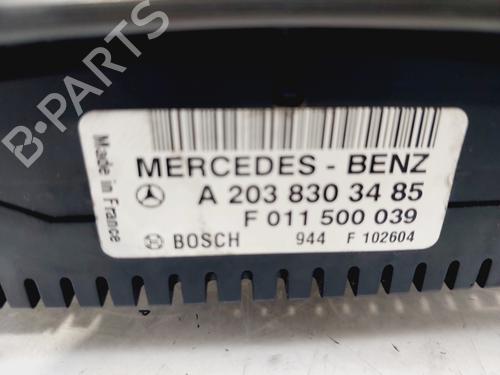 B-PARTS
Made in France
MERCEDES - BENZ
A 203 830 34 85
F 011 500 039
BOSCH 944 F 102604